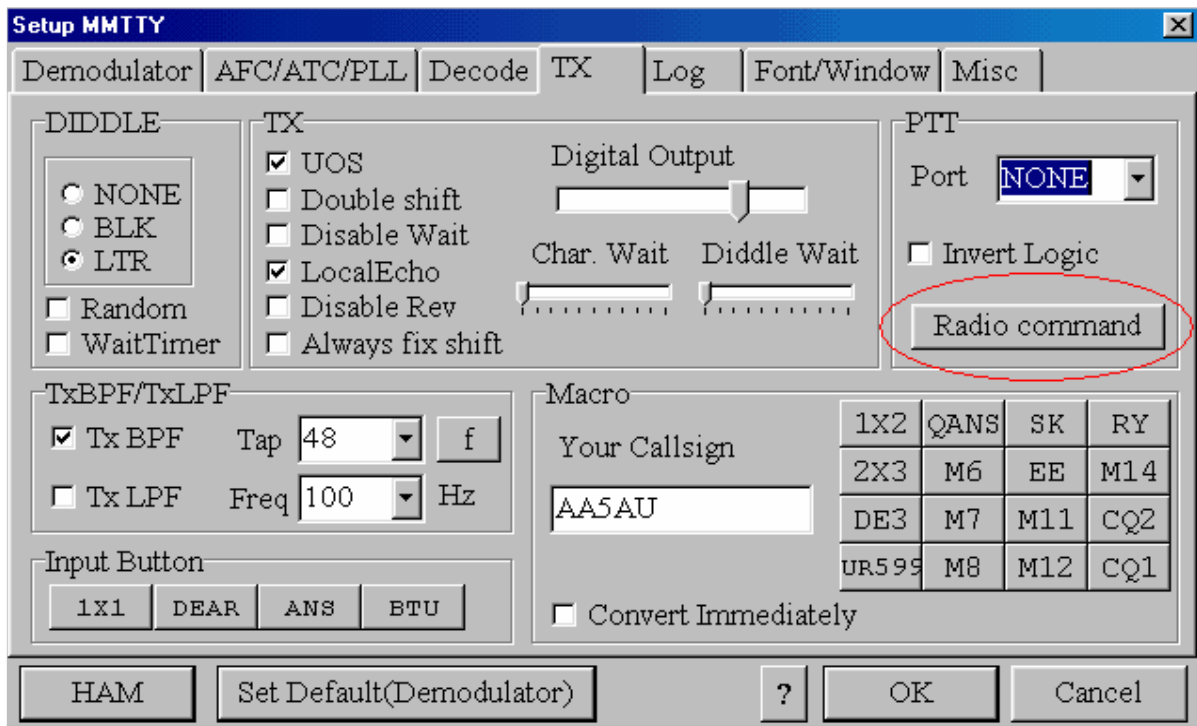 Setup MMTTY
Demodulator AFC/ATC/PLL Decode TX Log Font/Window Misc
DIDDLE
NONE
BLK
LTR
Random
WaitTimer
TX
UOS
Double shift
Disable Wait
LocalEcho
Disable Rev
Always fix shift
Digital Output
Char. Wait Diddle Wait
PTT
Port NONE
Invert Logic
Radio command
TxBPF/TxLPF
Tx BPF Tap 48 f
Tx LPF Freq 100 Hz
Input Button
1X1 DEAR ANS BTU
Macro
Your Callsign
AA5AU
Convert Immediately
1X2 QANS SK RY
2X3 M6 EE M14
DE3 M7 M11 CQ2
UR599 M8 M12 CQ1
HAM Set Default(Demodulator) ? OK Cancel